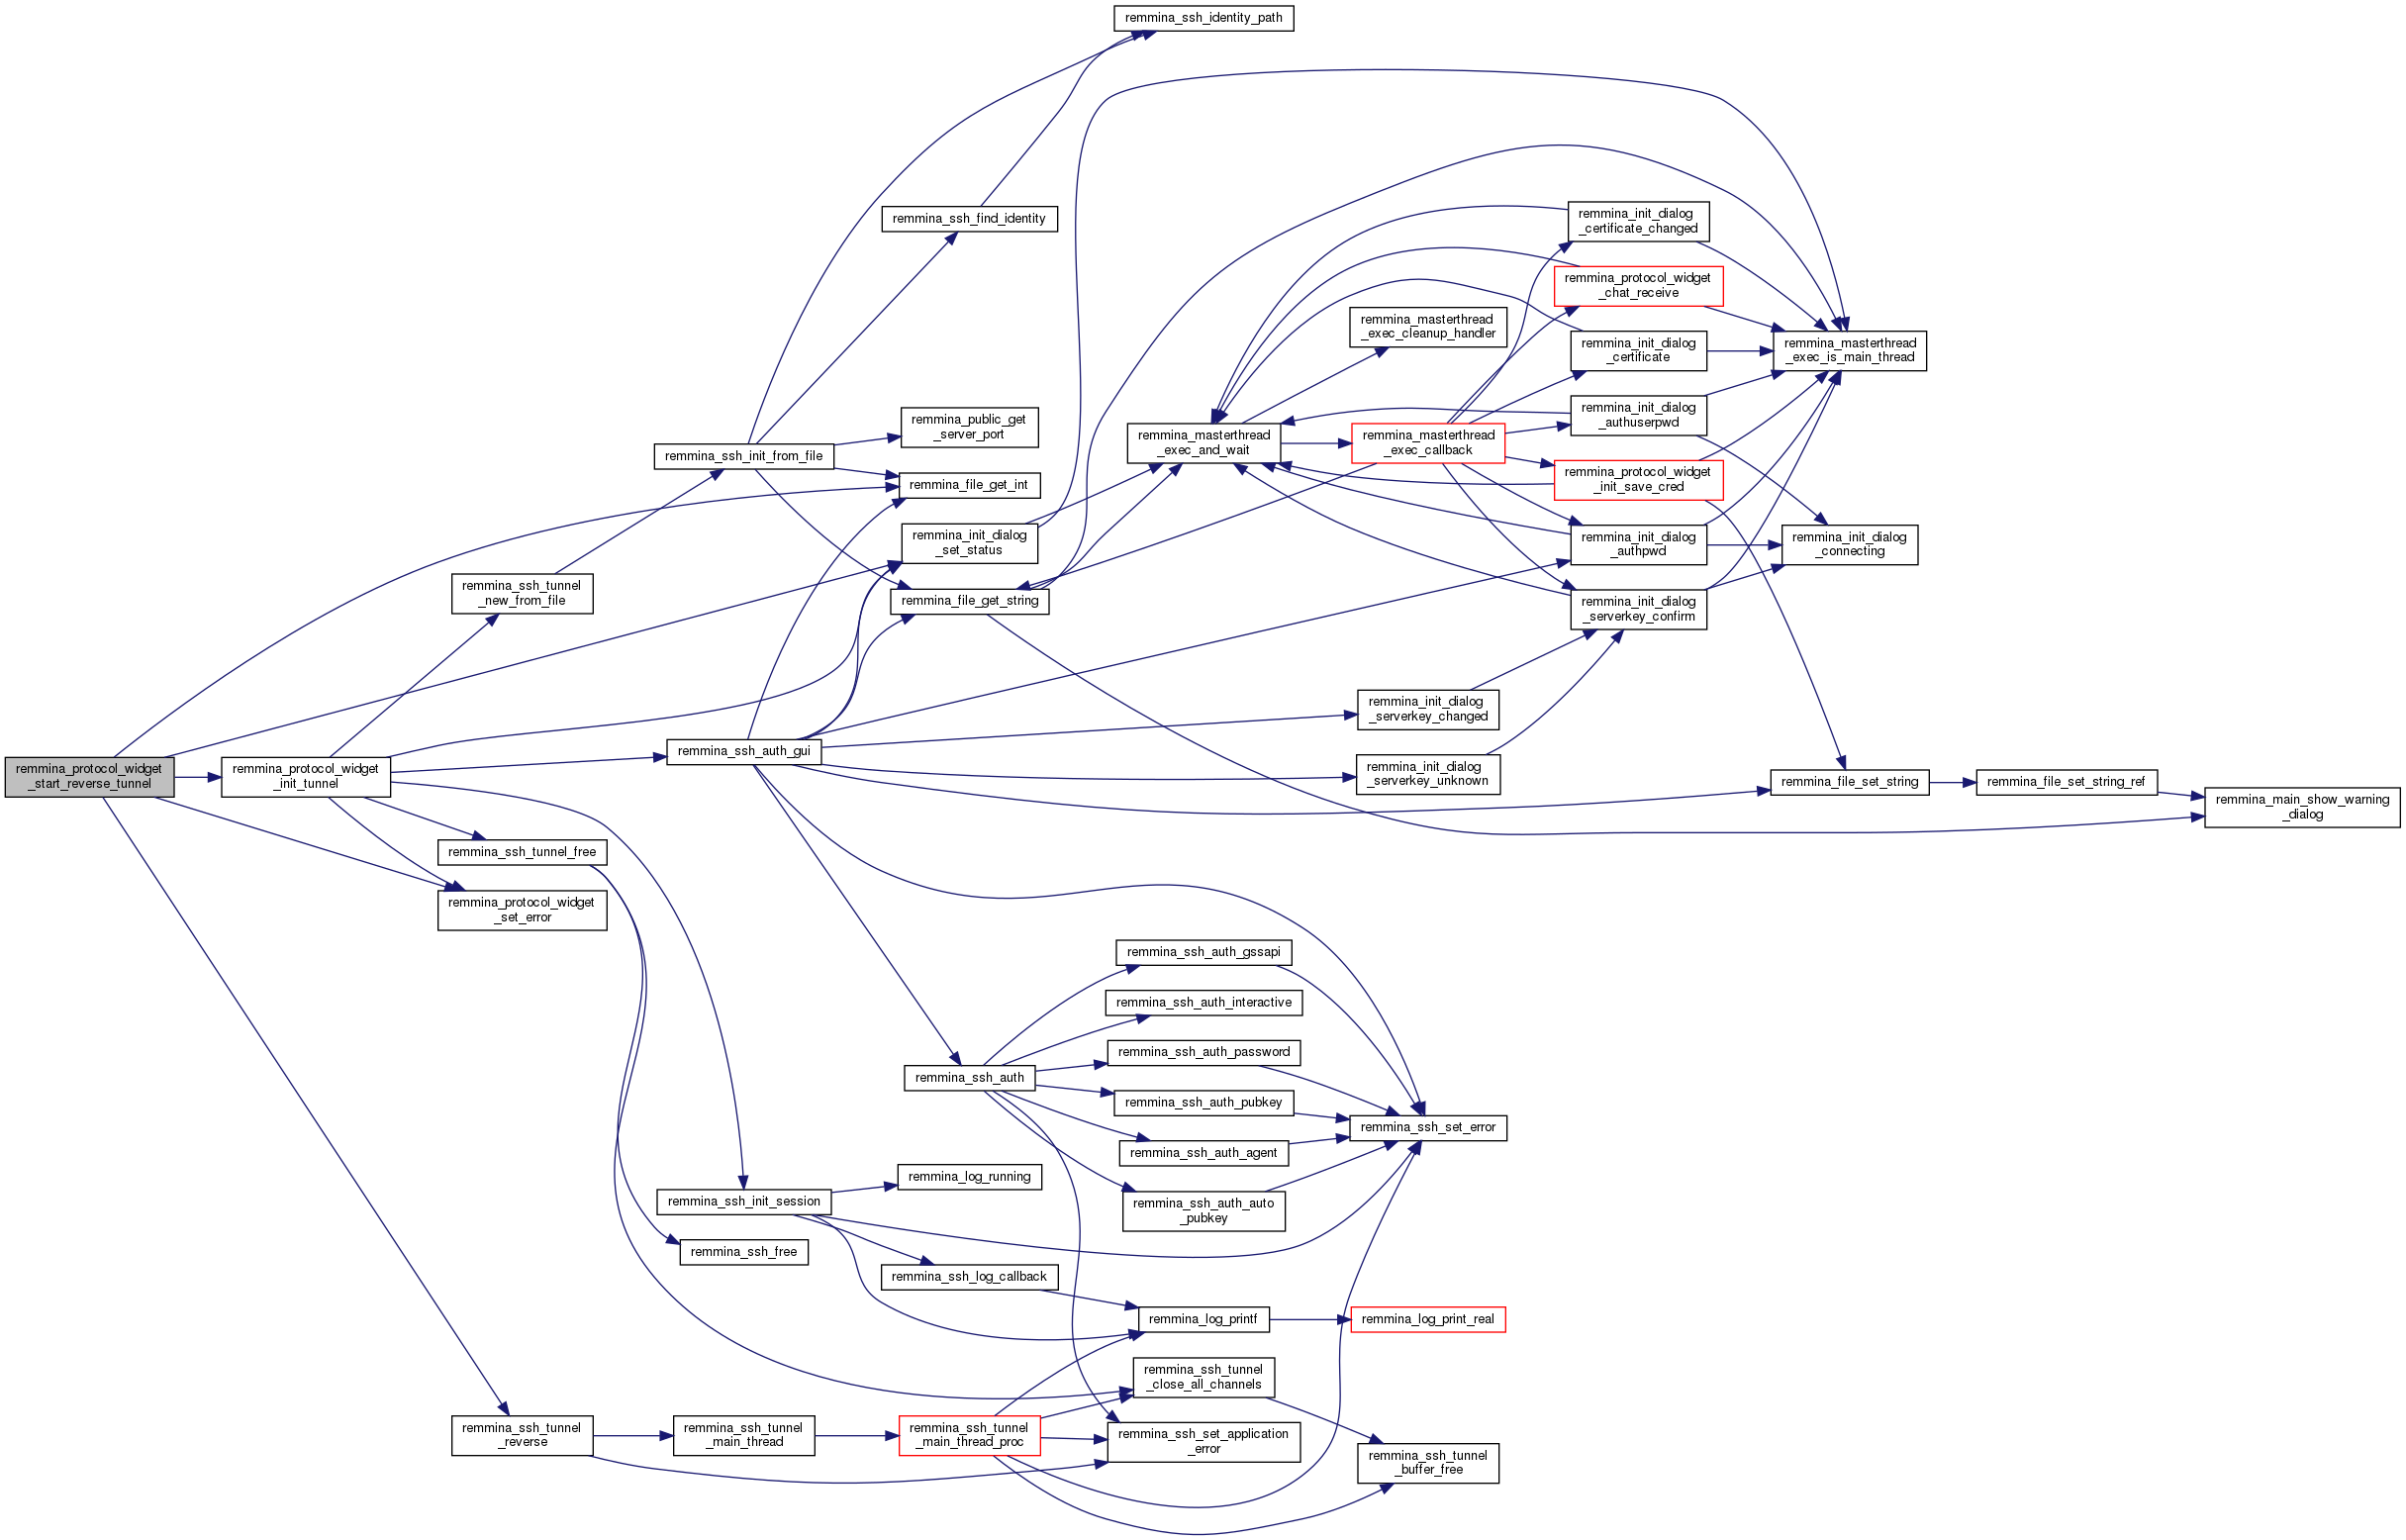 remmina_ssh_identity_path
remmina_ssh_find_identity
remmina_init_dialog
_certificate_changed
remmina_protocol_widget
_chat_receive
remmina_masterthread
_exec_cleanup_handler
remmina_init_dialog
_certificate
remmina_masterthread
_exec_is_main_thread
remmina_public_get
_server_port
remmina_init_dialog
_authuserpwd
remmina_ssh_init_from_file
remmina_masterthread
_exec_and_wait
remmina_masterthread
_exec_callback
remmina_file_get_int
remmina_protocol_widget
_init_save_cred
remmina_init_dialog
_set_status
remmina_init_dialog
_authpwd
remmina_init_dialog
_connecting
remmina_ssh_tunnel
_new_from_file
remmina_file_get_string
remmina_init_dialog
_serverkey_confirm
remmina_init_dialog
_serverkey_changed
remmina_ssh_auth_gui
remmina_protocol_widget
_start_reverse_tunnel
remmina_protocol_widget
_init_tunnel
remmina_init_dialog
_serverkey_unknown
remmina_file_set_string
remmina_file_set_string_ref
remmina_main_show_warning
_dialog
remmina_ssh_tunnel_free
remmina_protocol_widget
_set_error
remmina_ssh_auth_gssapi
remmina_ssh_auth_interactive
remmina_ssh_auth_password
remmina_ssh_auth
remmina_ssh_auth_pubkey
remmina_ssh_set_error
remmina_ssh_auth_agent
remmina_log_running
remmina_ssh_init_session
remmina_ssh_auth_auto
_pubkey
remmina_ssh_free
remmina_ssh_log_callback
remmina_log_printf
remmina_log_print_real
remmina_ssh_tunnel
_close_all_channels
remmina_ssh_tunnel
_reverse
remmina_ssh_tunnel
_main_thread
remmina_ssh_tunnel
_main_thread_proc
remmina_ssh_set_application
_error
remmina_ssh_tunnel
_buffer_free